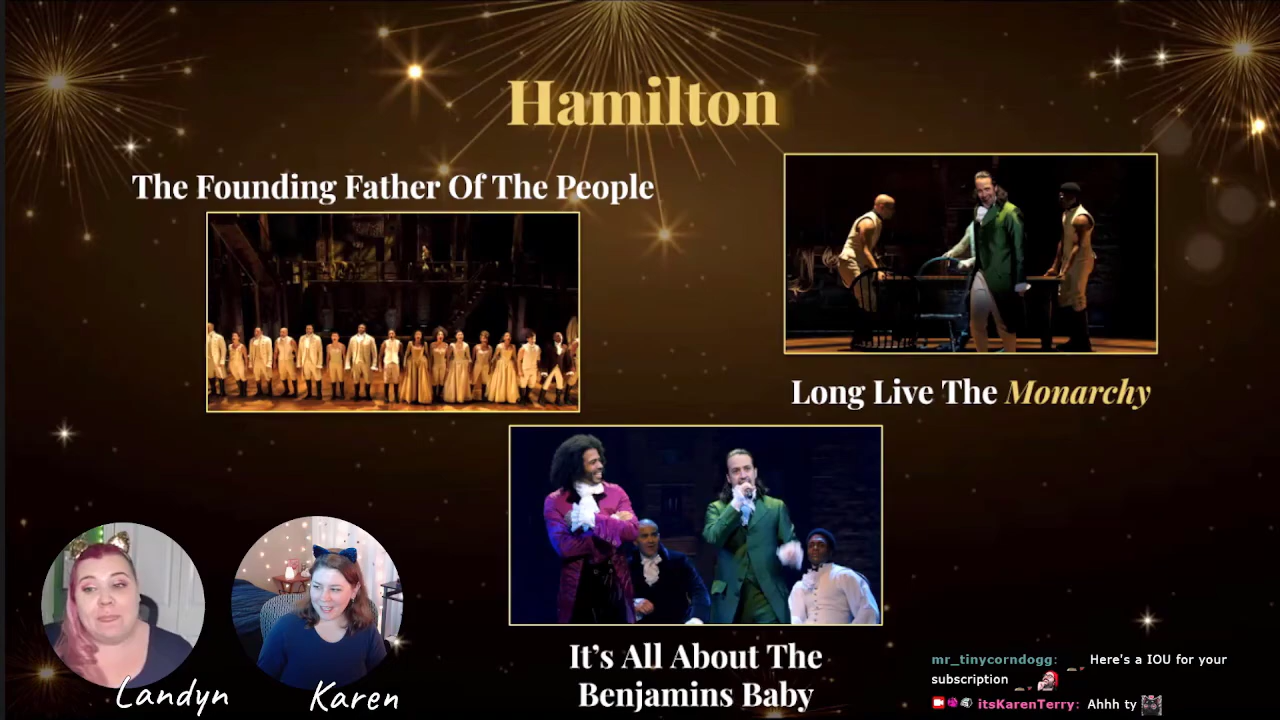 Hamilton
The Founding Father Of The People
Long Live The Monarchy
It's All About The
Benjamins Baby
Landyn
Karen
mr_tinycorndogg: Here's a IOU for your
subscription
itsKarenTerry: Ahhh ty